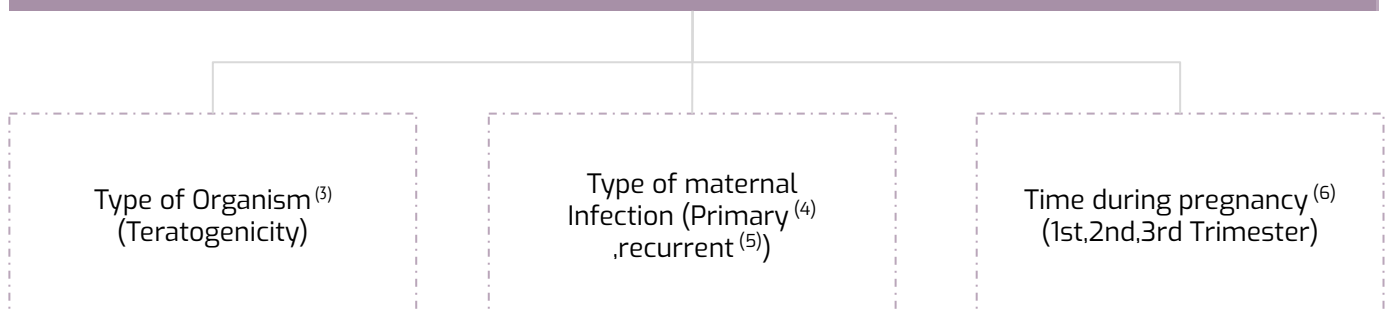 Type of Organism (3)
(Teratogenicity)
Type of maternal
Infection (Primary (4)
,recurrent (5))
Time during pregnancy (6)
(1st,2nd,3rd Trimester)